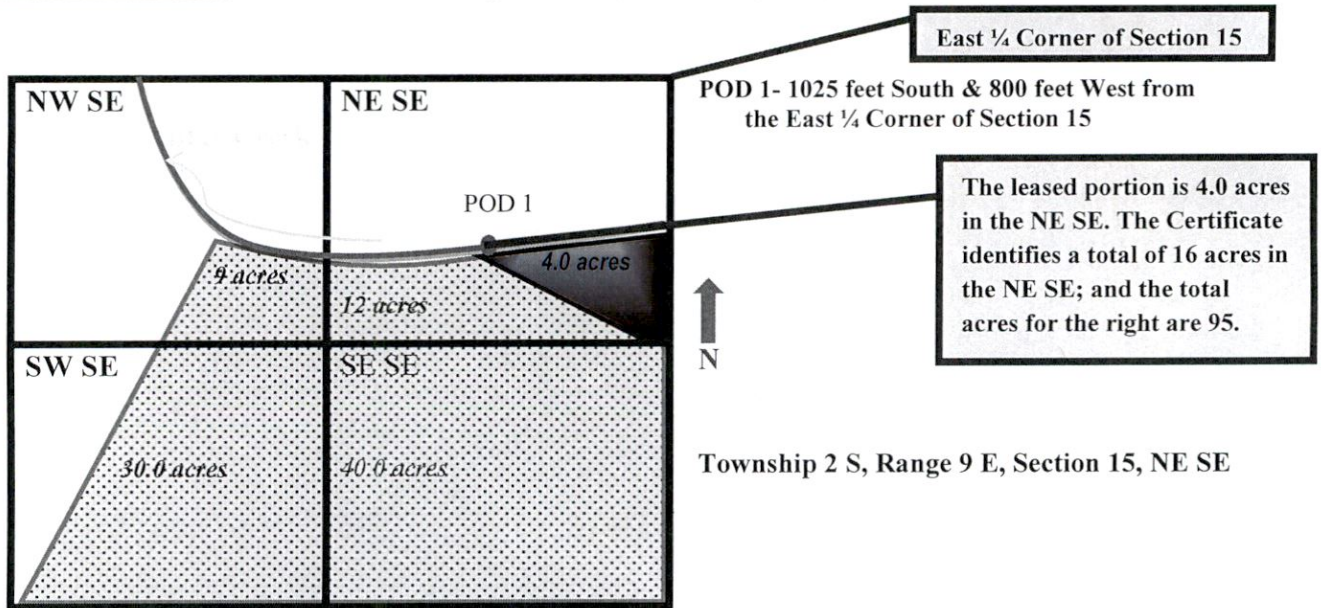 East ¼ Corner of Section 15
POD 1- 1025 feet South & 800 feet West from
the East ¼ Corner of Section 15
NW SE
NE SE
POD 1
The leased portion is 4.0 acres
in the NE SE. The Certificate
identifies a total of 16 acres in
the NE SE; and the total
acres for the right are 95.
9 acres
4.0 acres
12 acres
N
SW SE
SE SE
30.0 acres
40.0 acres
Township 2 S, Range 9 E, Section 15, NE SE